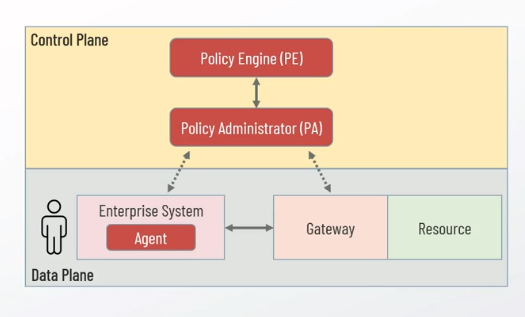 Control Plane
Policy Engine (PE)
Policy Administrator (PA)
Enterprise System
Agent
Gateway
Resource
Data Plane